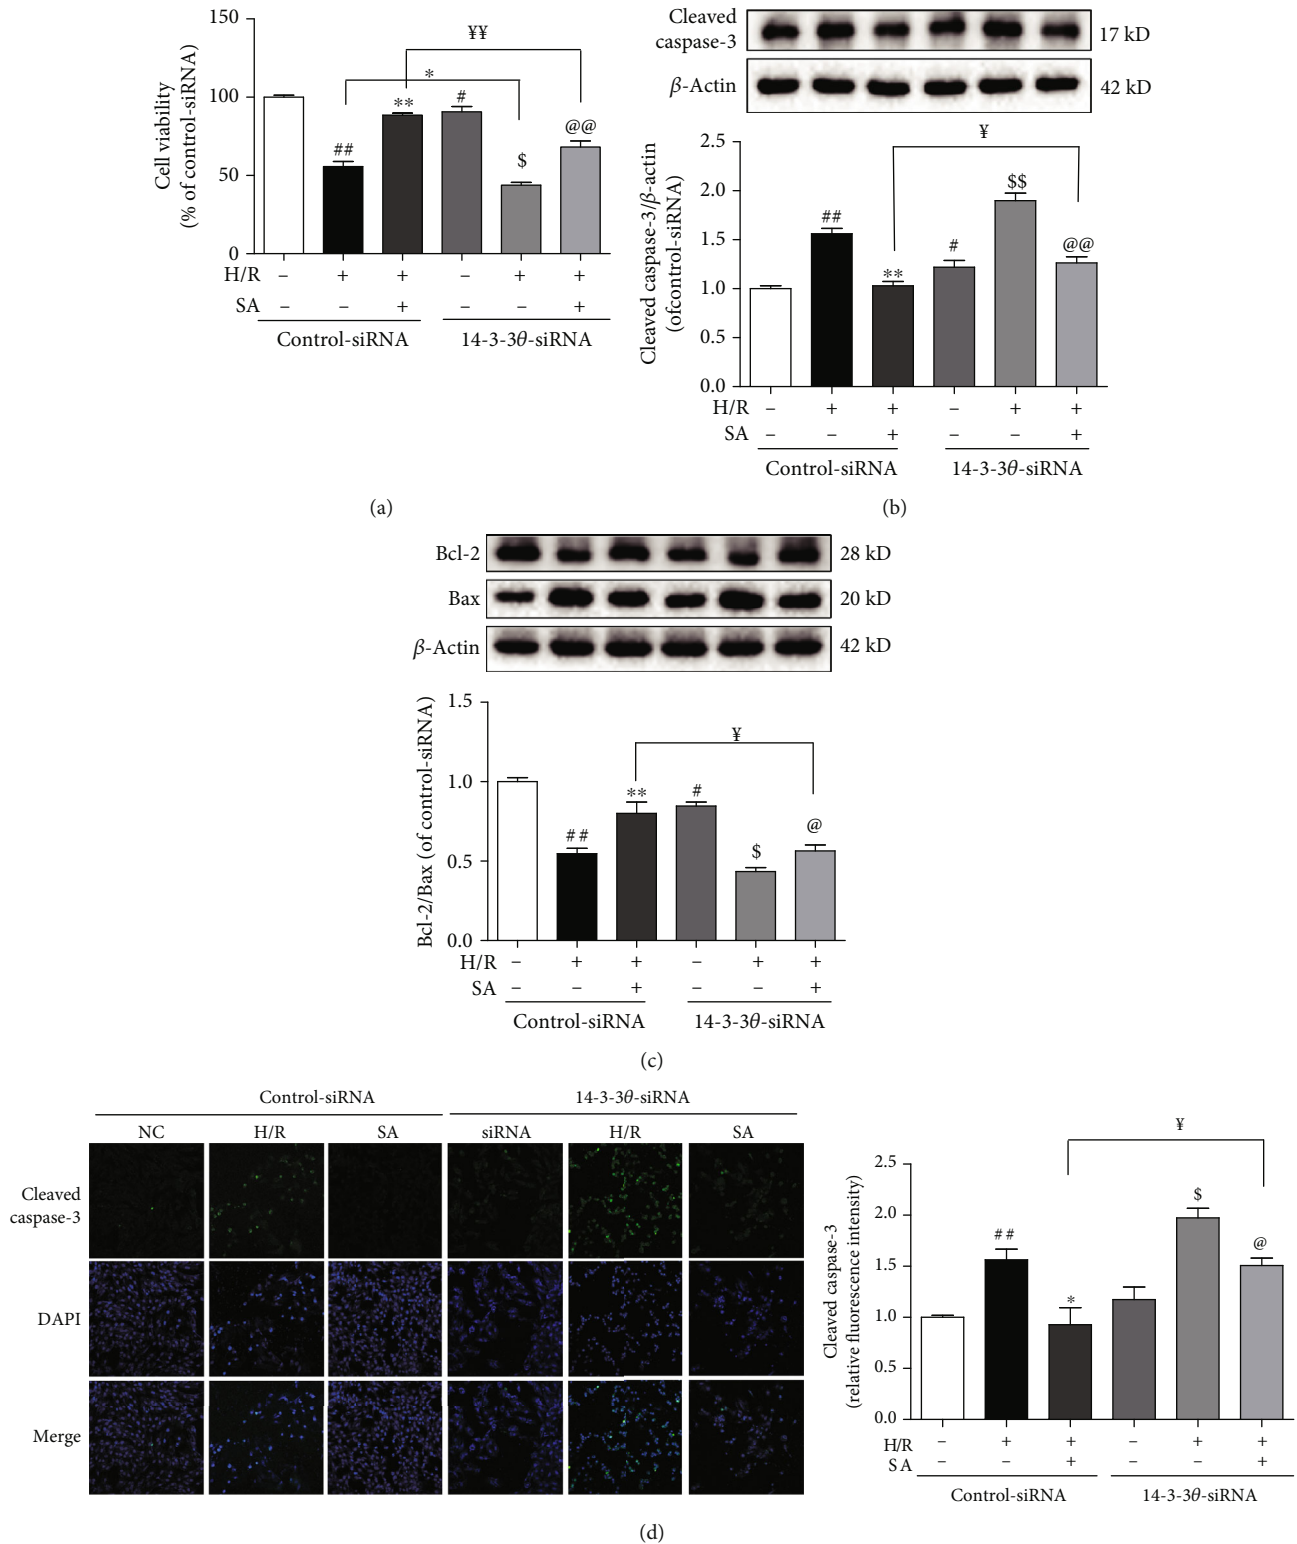 150
100
50
0
Cell viability
(% of control-siRNA)
##
**
#
$
@@
*
¥¥
H/R – + + – + +
SA – – + – – +
Control-siRNA 14-3-3θ-siRNA
(a)
Cleaved
caspase-3
17 kD
β-Actin
42 kD
2.5
2.0
1.5
1.0
0.5
0.0
Cleaved caspase-3/β-actin
(ofcontrol-siRNA)
##
**
#
$$
@@
¥
H/R – + + – + +
SA – – + – – +
Control-siRNA 14-3-3θ-siRNA
(b)
Bcl-2 28 kD
Bax 20 kD
β-Actin 42 kD
1.5
1.0
0.5
0.0
Bcl-2/Bax (of control-siRNA)
##
**
#
$
@
¥
H/R – + + – + +
SA – – + – – +
Control-siRNA 14-3-3θ-siRNA
(c)
Control-siRNA 14-3-3θ-siRNA
NC H/R SA siRNA H/R SA
Cleaved
caspase-3
DAPI
Merge
2.5
2.0
1.5
1.0
0.5
0.0
Cleaved caspase-3
(relative fluorescence intensity)
##
*
$
@
¥
H/R – + + – + +
SA – – + – – +
Control-siRNA 14-3-3θ-siRNA
(d)